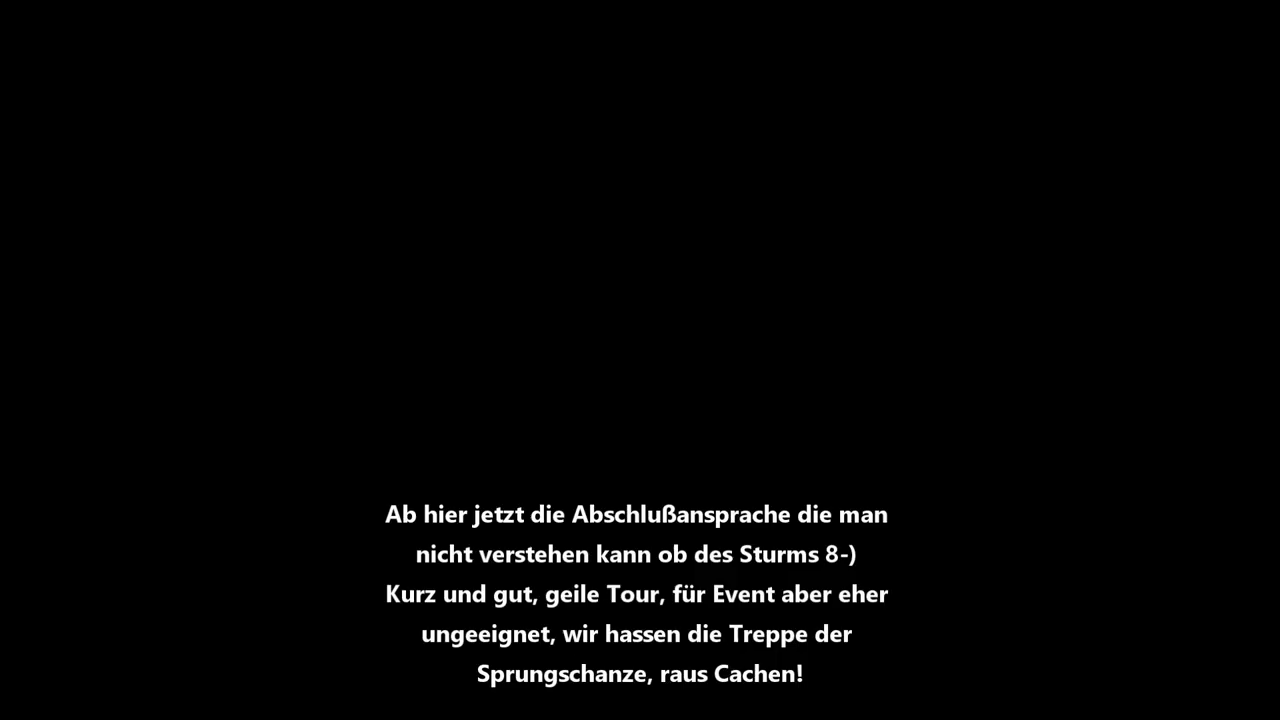 Ab hier jetzt die Abschlußansprache die man
nicht verstehen kann ob des Sturms 8-)
Kurz und gut, geile Tour, für Event aber eher
ungeeignet, wir hassen die Treppe der
Sprungschanze, raus Cachen!